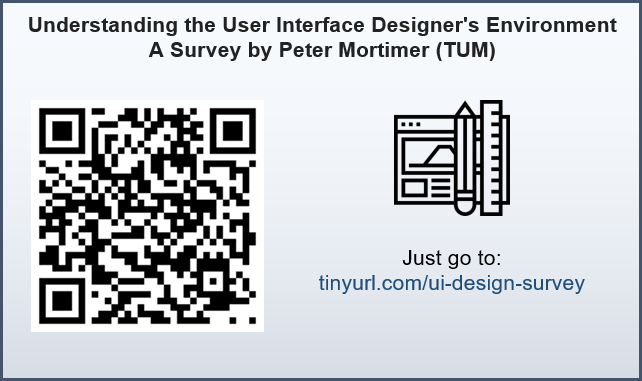 Understanding the User Interface Designer's Environment
A Survey by Peter Mortimer (TUM)
Just go to:
tinyurl.com/ui-design-survey